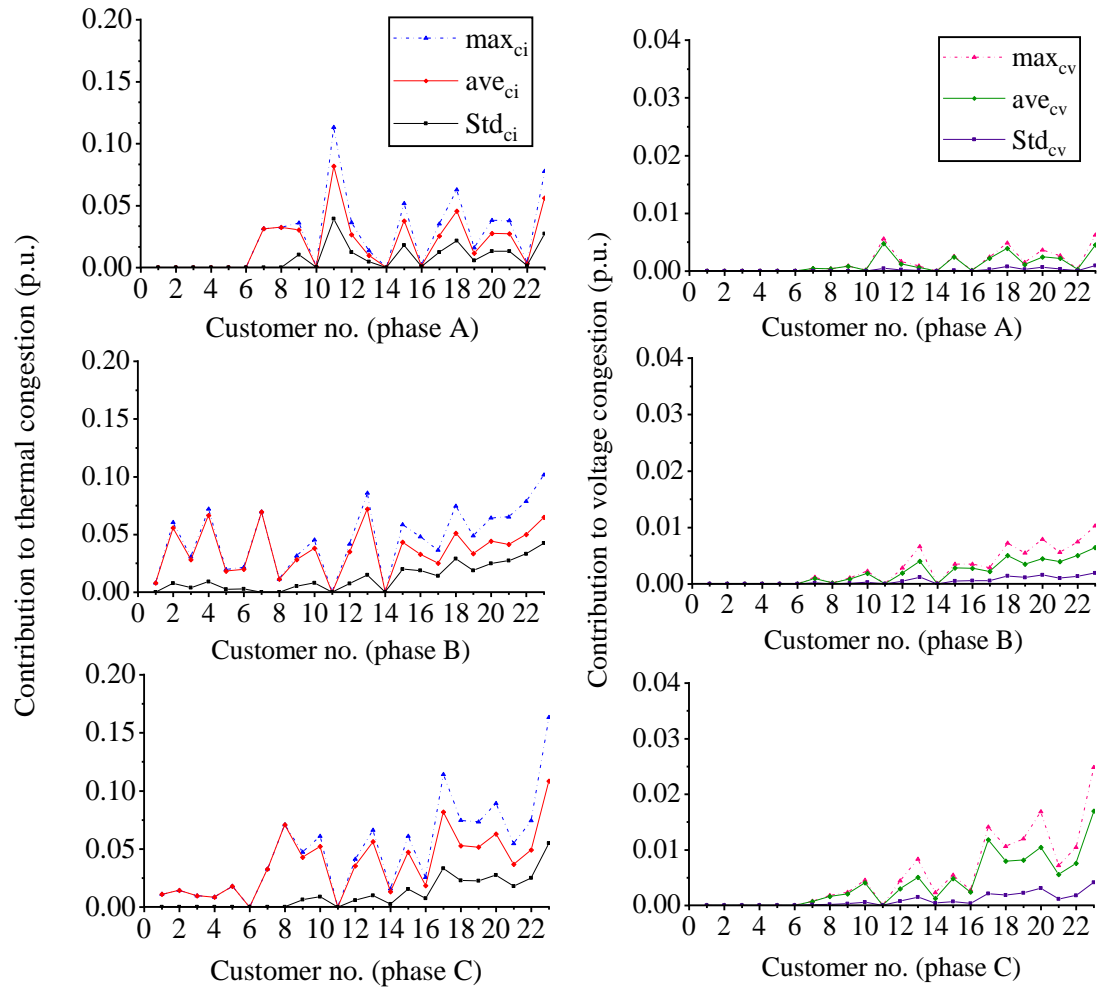 0.20
0.15
0.10
0.05
0.00
max_ci
ave_ci
Std_ci
0 2 4 6 8 10 12 14 16 18 20 22
Customer no. (phase A)
0.04
0.03
0.02
0.01
0.00
max_cv
ave_cv
Std_cv
0 2 4 6 8 10 12 14 16 18 20 22
Customer no. (phase A)
Contribution to thermal congestion (p.u.)
0.20
0.15
0.10
0.05
0.00
0 2 4 6 8 10 12 14 16 18 20 22
Customer no. (phase B)
Contribution to voltage congestion (p.u.)
0.04
0.03
0.02
0.01
0.00
0 2 4 6 8 10 12 14 16 18 20 22
Customer no. (phase B)
0.20
0.15
0.10
0.05
0.00
0 2 4 6 8 10 12 14 16 18 20 22
Customer no. (phase C)
0.04
0.03
0.02
0.01
0.00
0 2 4 6 8 10 12 14 16 18 20 22
Customer no. (phase C)